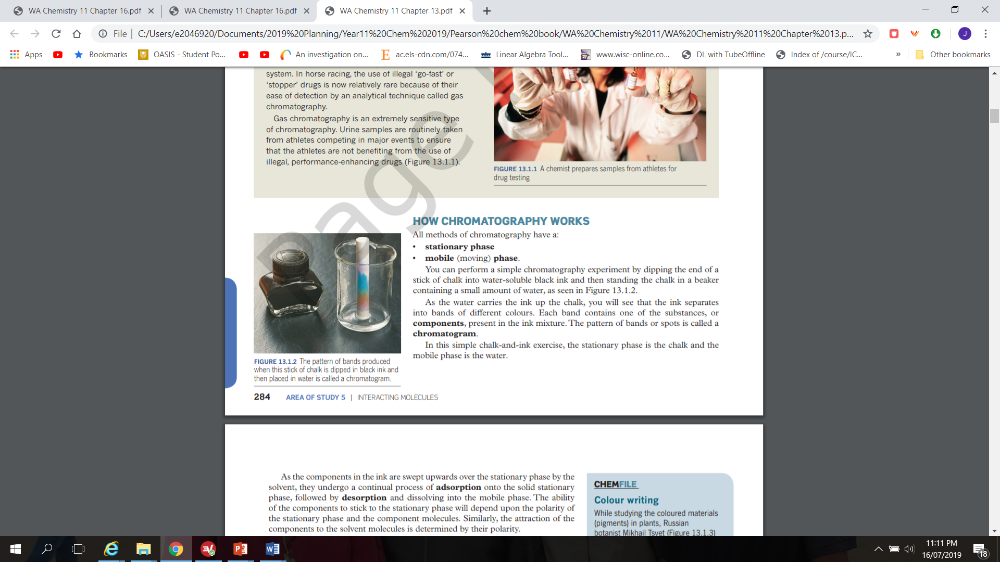 WA Chemistry 11 Chapter 16.pdf
WA Chemistry 11 Chapter 16.pdf
WA Chemistry 11 Chapter 13.pdf
File
C:/Users/e2046920/Documents/2019%20Planning/Year11%20Chem%202019/Pearson%20chem%20book/WA%20Chemistry%2011/WA%20Chemistry%2011%20Chapter%2013.p...
J
Apps
Bookmarks
OASIS - Student Po...
An investigation on...
ac.els-cdn.com/074...
Linear Algebra Tool...
www.wisc-online.co...
DL with TubeOffline
Index of /course/IC...
»
Other bookmarks
system. In horse racing, the use of illegal ‘go-fast’ or
‘stopper’ drugs is now relatively rare because of their
ease of detection by an analytical technique called gas
chromatography.
Gas chromatography is an extremely sensitive type
of chromatography. Urine samples are routinely taken
from athletes competing in major events to ensure
that the athletes are not benefiting from the use of
illegal, performance-enhancing drugs (Figure 13.1.1).
FIGURE 13.1.1 A chemist prepares samples from athletes for
drug testing
Page
HOW CHROMATOGRAPHY WORKS
All methods of chromatography have a:
• stationary phase
• mobile (moving) phase.
You can perform a simple chromatography experiment by dipping the end of a
stick of chalk into water-soluble black ink and then standing the chalk in a beaker
containing a small amount of water, as seen in Figure 13.1.2.
As the water carries the ink up the chalk, you will see that the ink separates
into bands of different colours. Each band contains one of the substances, or
components, present in the ink mixture. The pattern of bands or spots is called a
chromatogram.
In this simple chalk-and-ink exercise, the stationary phase is the chalk and the
mobile phase is the water.
FIGURE 13.1.2 The pattern of bands produced
when this stick of chalk is dipped in black ink and
then placed in water is called a chromatogram.
284 AREA OF STUDY 5 | INTERACTING MOLECULES
As the components in the ink are swept upwards over the stationary phase by the
solvent, they undergo a continual process of adsorption onto the solid stationary
phase, followed by desorption and dissolving into the mobile phase. The ability
of the components to stick to the stationary phase will depend upon the polarity of
the stationary phase and the component molecules. Similarly, the attraction of the
components to the solvent molecules is determined by their polarity.
CHEMFILE
Colour writing
While studying the coloured materials
(pigments) in plants, Russian
botanist Mikhail Tsvet (Figure 13.1.3)
11:11 PM
16/07/2019
18